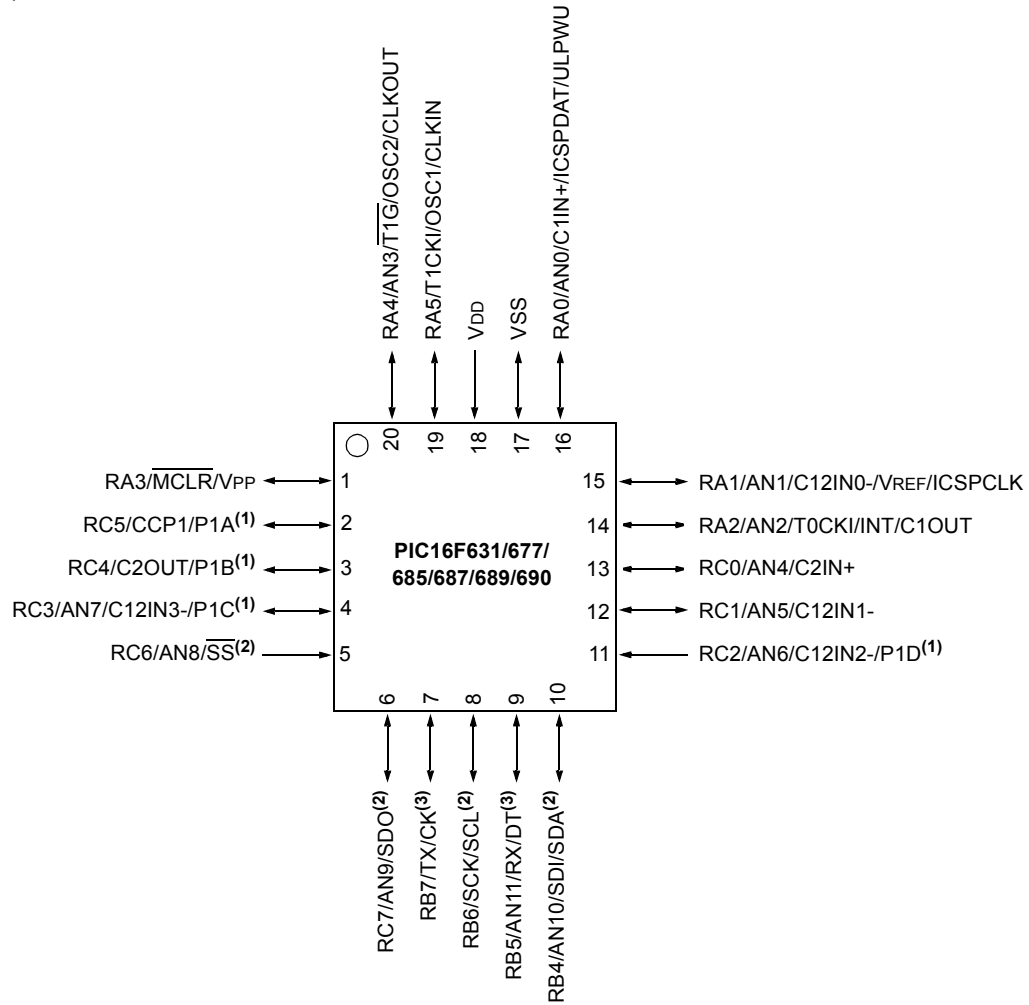 RA4/AN3/T1G/OSC2/CLKOUT
RA5/T1CKI/OSC1/CLKIN
VDD
VSS
RA0/AN0/C1IN+/ICSPDAT/ULPWU
20
19
18
17
16
RA3/MCLR/VPP
1
RC5/CCP1/P1A(1)
2
RC4/C2OUT/P1B(1)
3
RC3/AN7/C12IN3-/P1C(1)
4
RC6/AN8/SS(2)
5
PIC16F631/677/
685/687/689/690
15
RA1/AN1/C12IN0-/VREF/ICSPCLK
14
RA2/AN2/T0CKI/INT/C1OUT
13
RC0/AN4/C2IN+
12
RC1/AN5/C12IN1-
11
RC2/AN6/C12IN2-/P1D(1)
6
7
8
9
10
RC7/AN9/SDO(2)
RB7/TX/CK(3)
RB6/SCK/SCL(2)
RB5/AN11/RX/DT(3)
RB4/AN10/SDI/SDA(2)